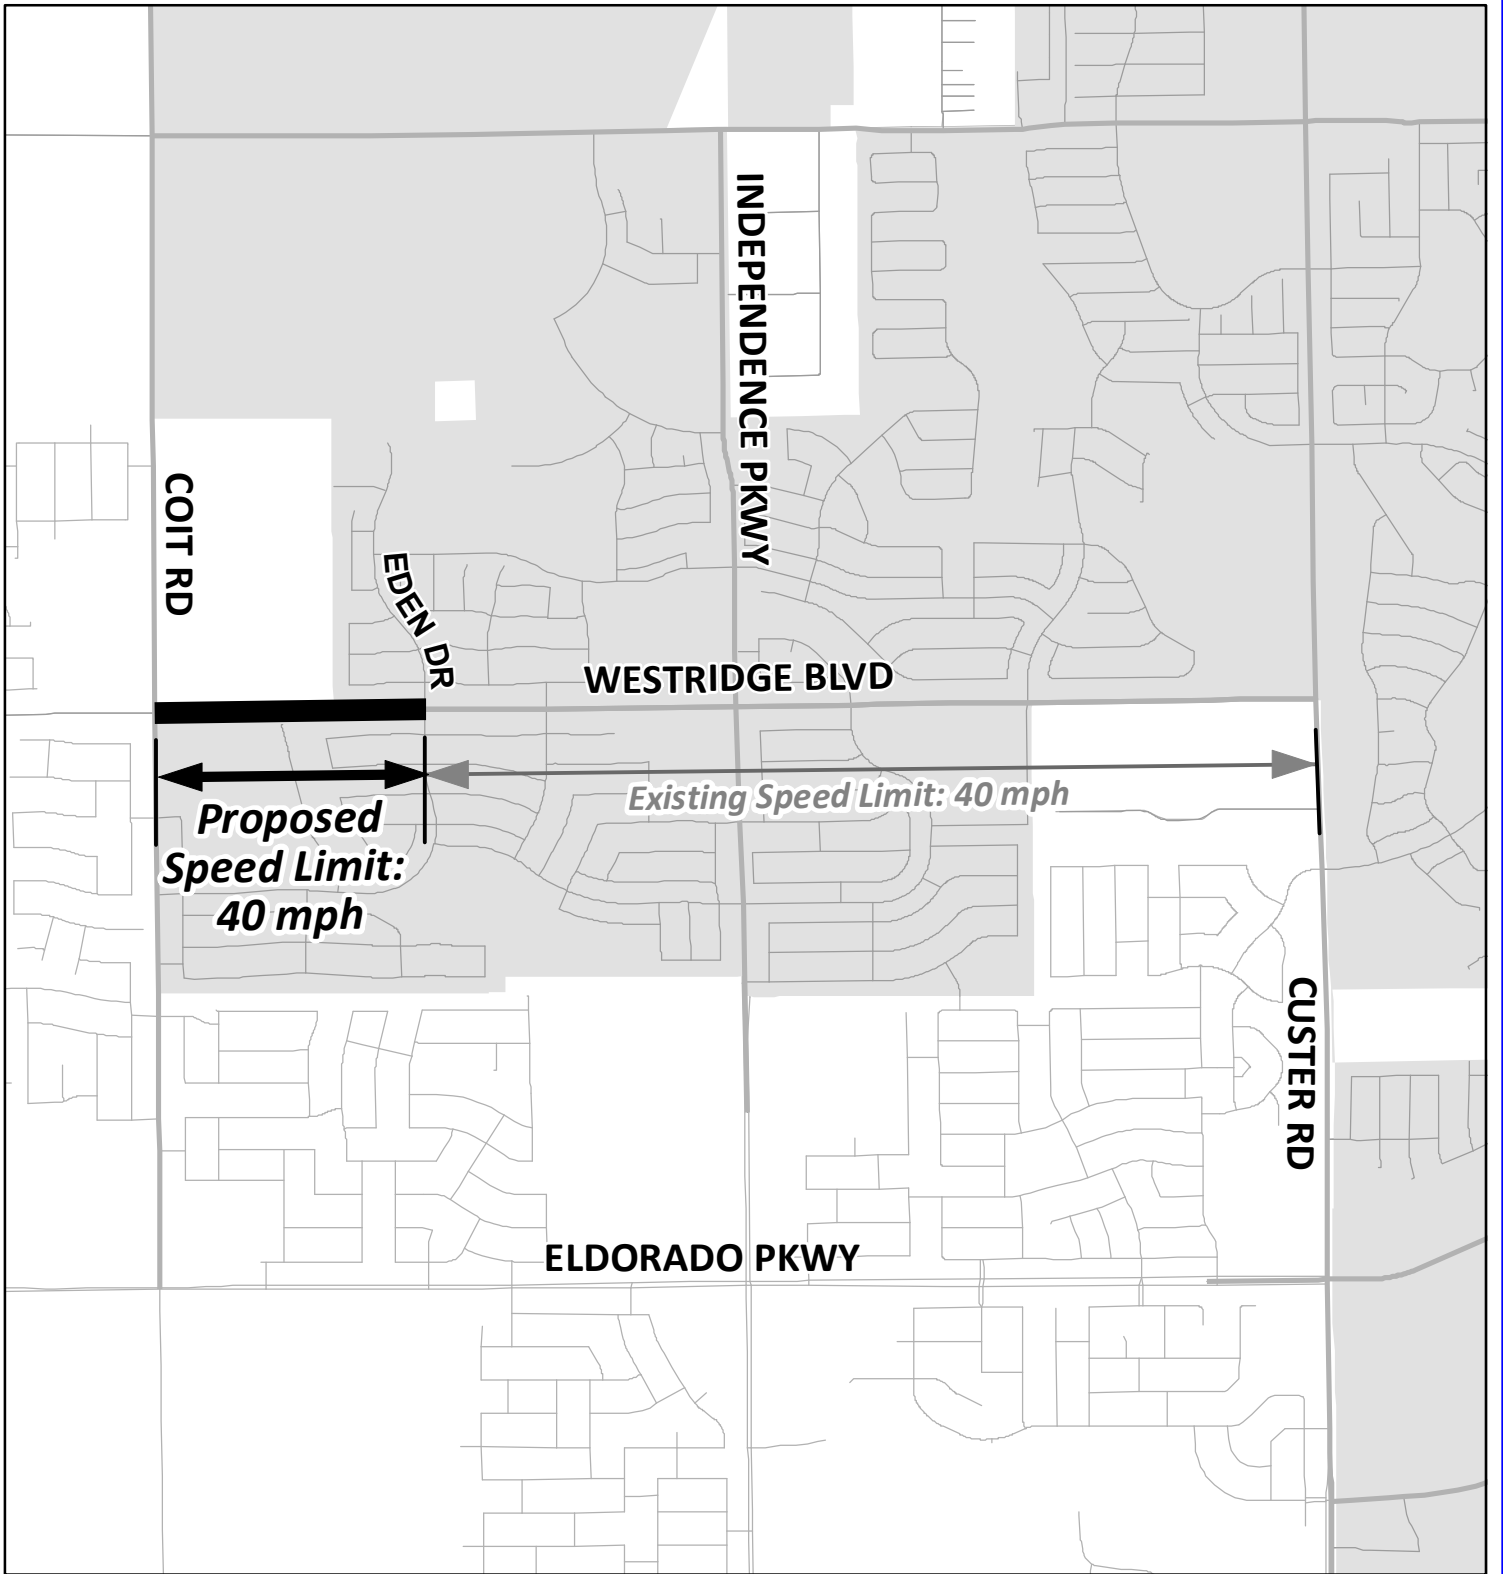 INDEPENDENCE PKWY
COIT RD
EDEN DR
WESTRIDGE BLVD
Existing Speed Limit: 40 mph
Proposed
Speed Limit:
40 mph
CUSTER RD
ELDORADO PKWY